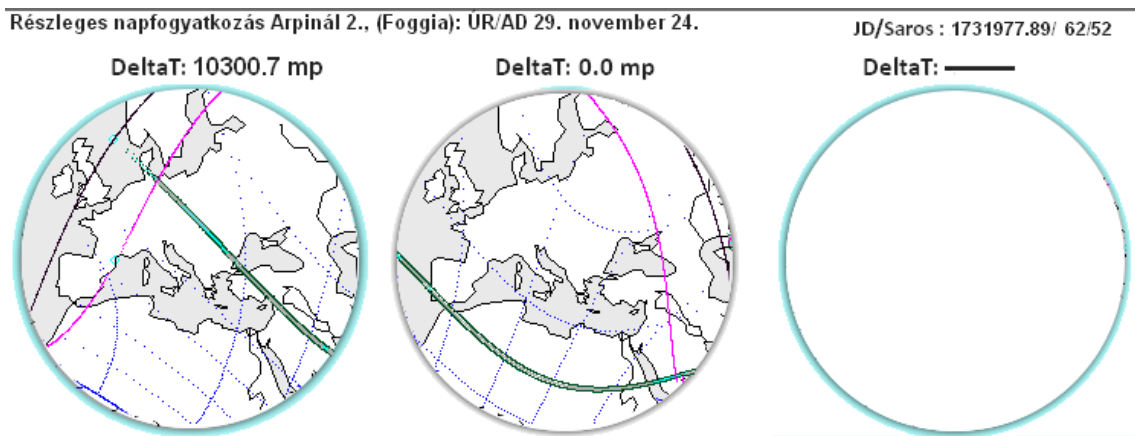 Részleges napfogyatkozás Arpinál 2., (Foggia): ÚR/AD 29. november 24.
JD/Saros : 1731977.89/ 62/52
DeltaT: 10300.7 mp
DeltaT: 0.0 mp
DeltaT: ———